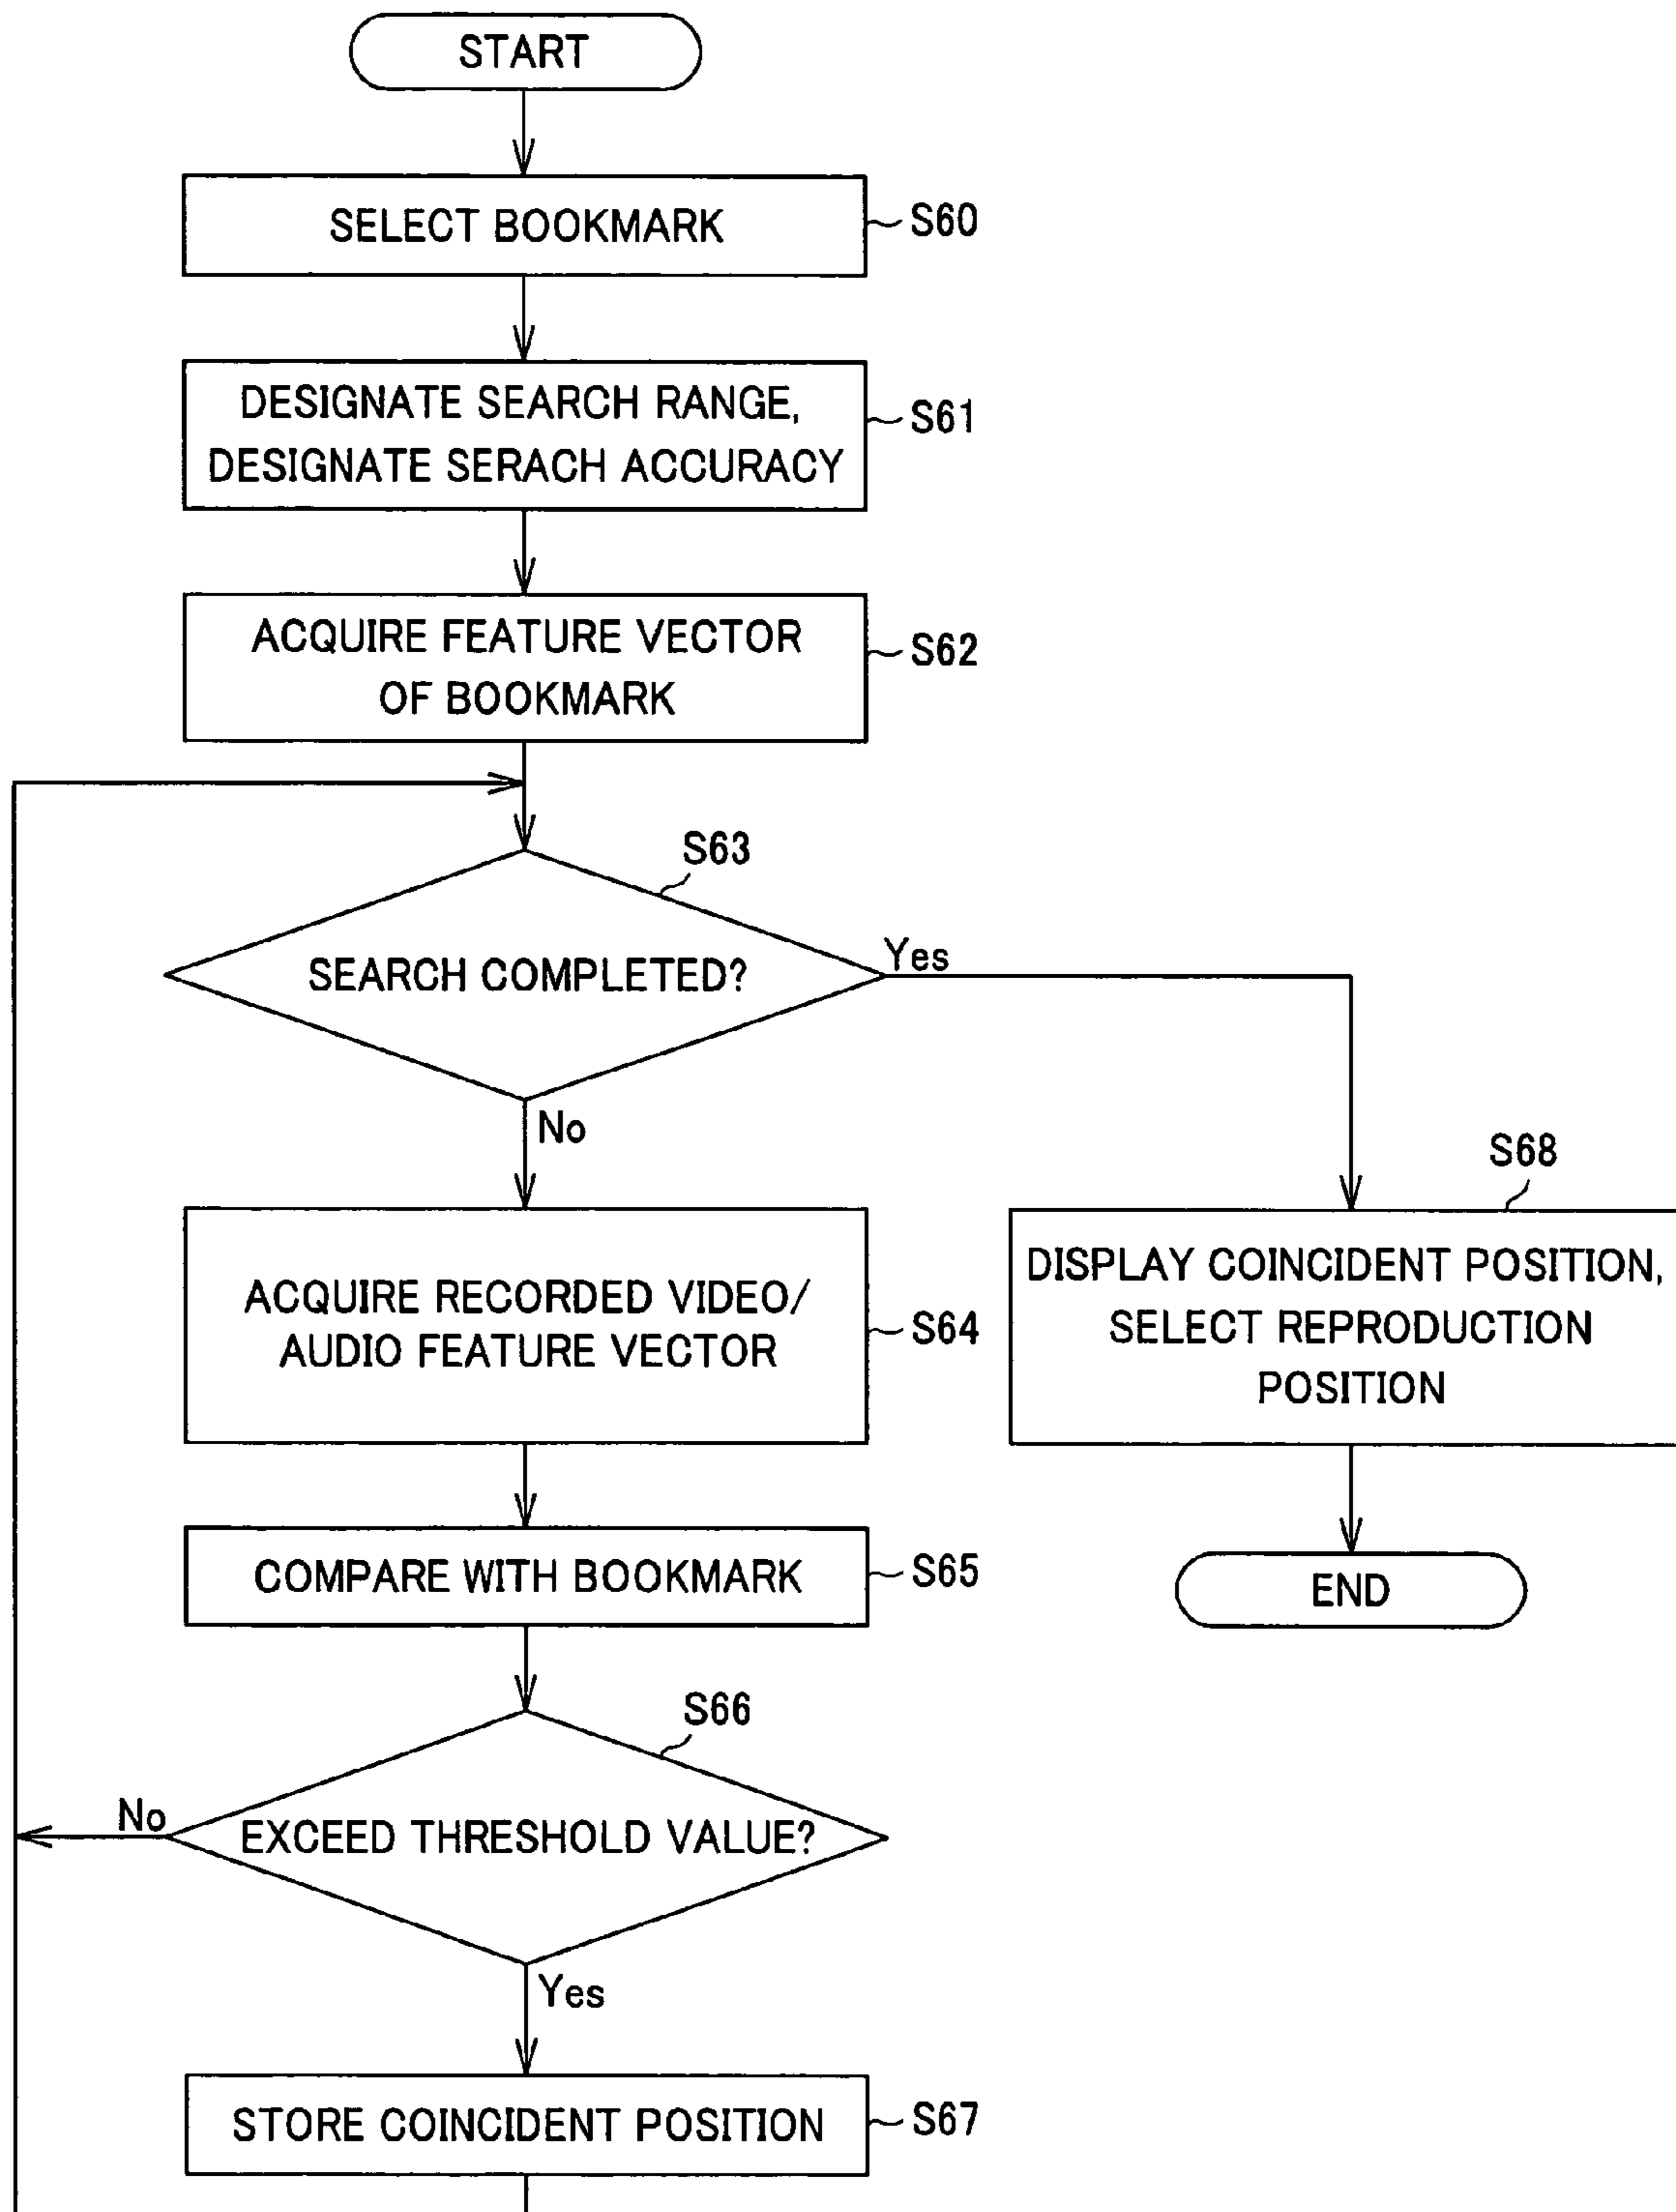 START
SELECT BOOKMARK
S60
DESIGNATE SEARCH RANGE,
DESIGNATE SERACH ACCURACY
S61
ACQUIRE FEATURE VECTOR
OF BOOKMARK
S62
S63
SEARCH COMPLETED?
Yes
No
ACQUIRE RECORDED VIDEO/
AUDIO FEATURE VECTOR
S64
S68
DISPLAY COINCIDENT POSITION,
SELECT REPRODUCTION
POSITION
COMPARE WITH BOOKMARK
S65
END
S66
EXCEED THRESHOLD VALUE?
No
Yes
STORE COINCIDENT POSITION
S67